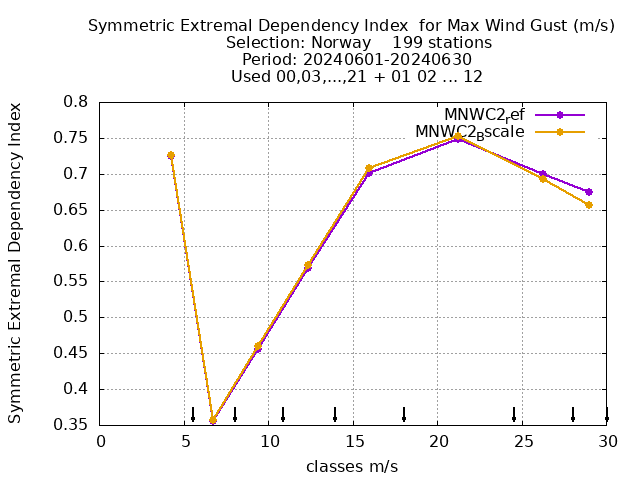 Symmetric Extremal Dependency Index  for Max Wind Gust (m/s)
Selection: Norway    199 stations
Period: 20240601-20240630
Used 00,03,...,21 + 01 02 ... 12
MNWC2ref
MNWC2Bscale
Symmetric Extremal Dependency Index
0.8
0.75
0.7
0.65
0.6
0.55
0.5
0.45
0.4
0.35
0 5 10 15 20 25 30
classes m/s